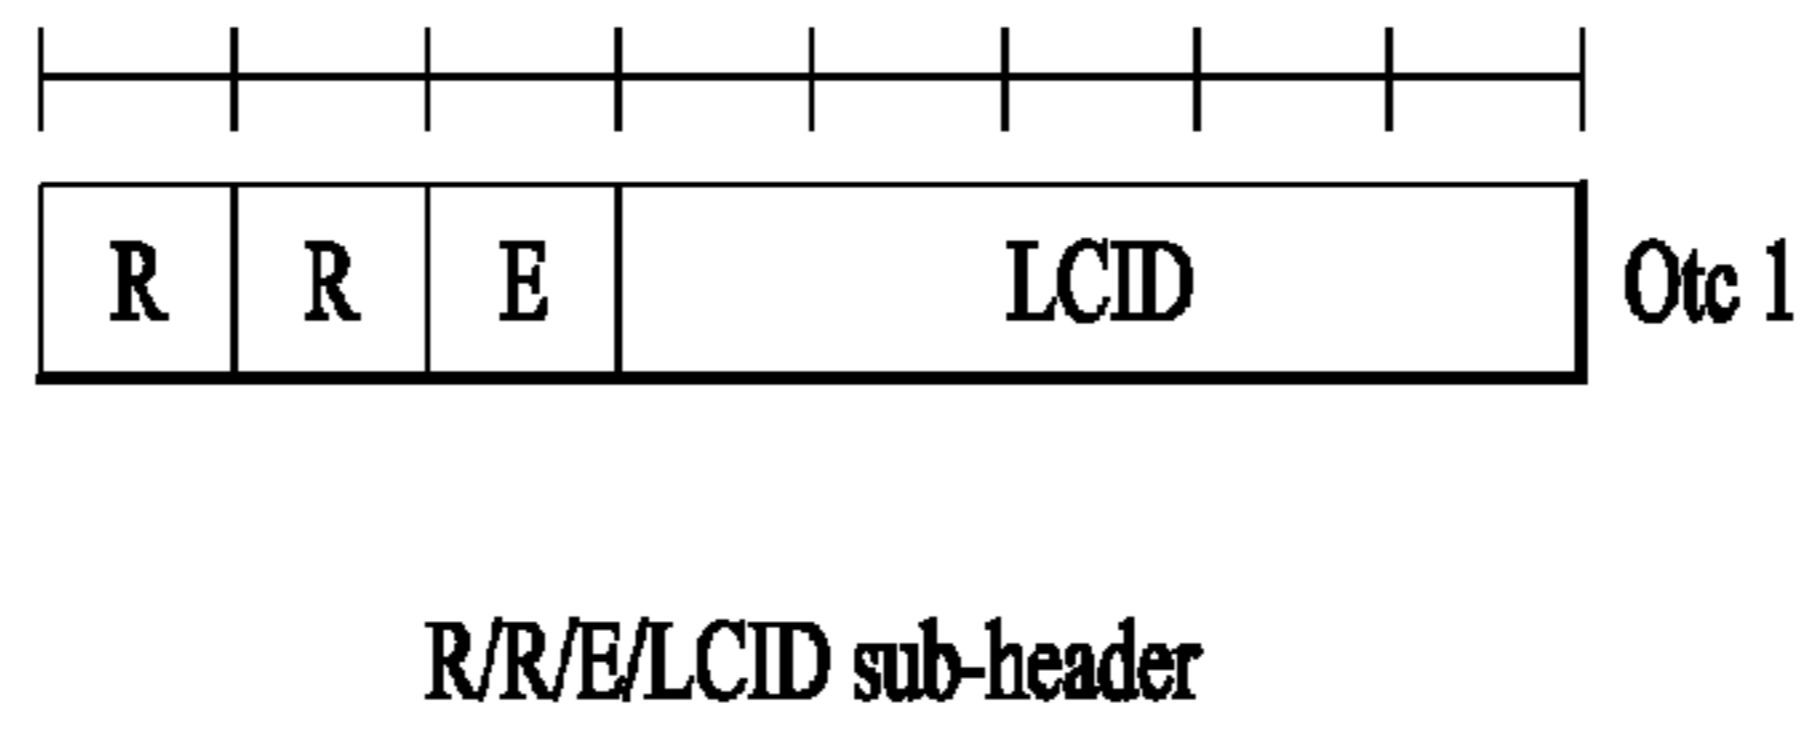 R R E LCID Otc 1
R/R/E/LCID sub-header